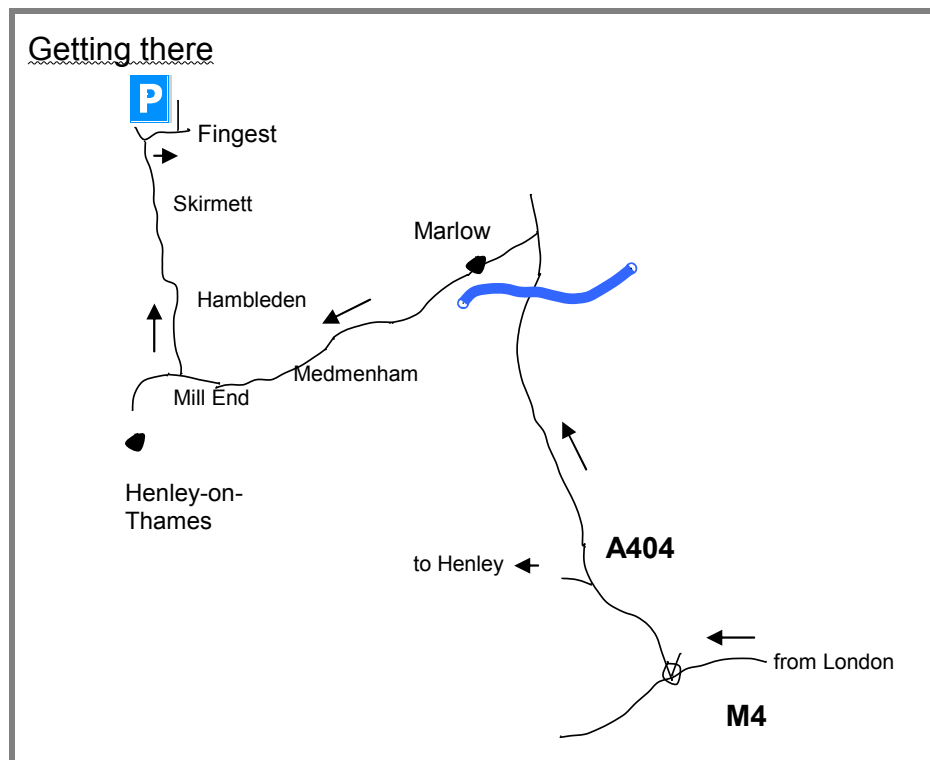 Getting there
P
Fingest
Skirmett
Marlow
Hambleden
Medmenham
Mill End
Henley-on-
Thames
A404
to Henley
from London
M4